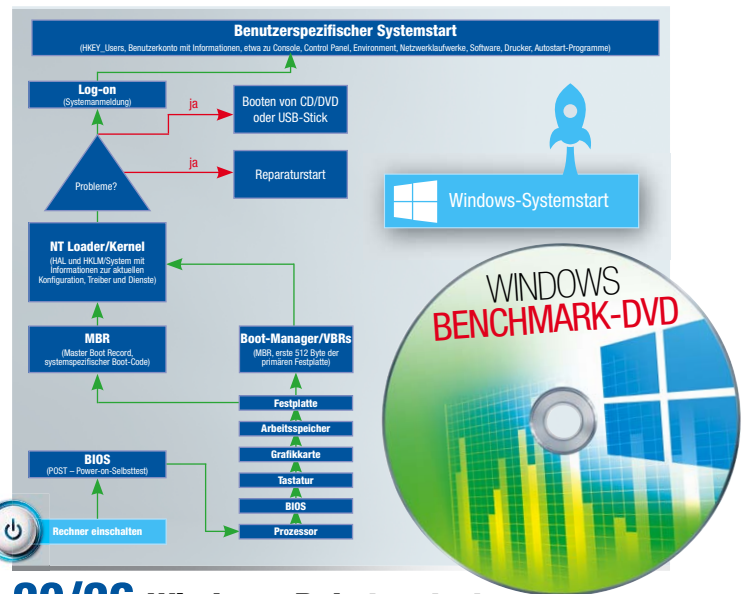 Benutzerspezifischer Systemstart
(HKEY_Users, Benutzerkonto mit Informationen, etwa zu Console, Control Panel, Environment, Netzwerklaufwerke, Software, Drucker, Autostart-Programme)
Log-on
(Systemanmeldung)
ja
Booten von CD/DVD
oder USB-Stick
ja
Probleme?
Reparaturstart
Windows-Systemstart
NT Loader/Kernel
(HAL und HKLM/System mit
Informationen zur aktuellen
Konfiguration, Treiber und Dienste)
WINDOWS
BENCHMARK-DVD
MBR
(Master Boot Record,
systemspezifischer Boot-Code)
Boot-Manager/VBRs
(MBR, erste 512 Byte der
primären Festplatte)
Festplatte
Arbeitsspeicher
Grafikkarte
Tastatur
BIOS
Prozessor
BIOS
(POST – Power-on-Selbsttest)
Rechner einschalten